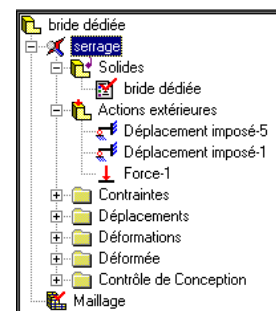 bride dédiée
serrage
Solides
bride dédiée
Actions extérieures
Déplacement imposé-5
Déplacement imposé-1
Force-1
Contraintes
Déplacements
Déformations
Déformée
Contrôle de Conception
Maillage